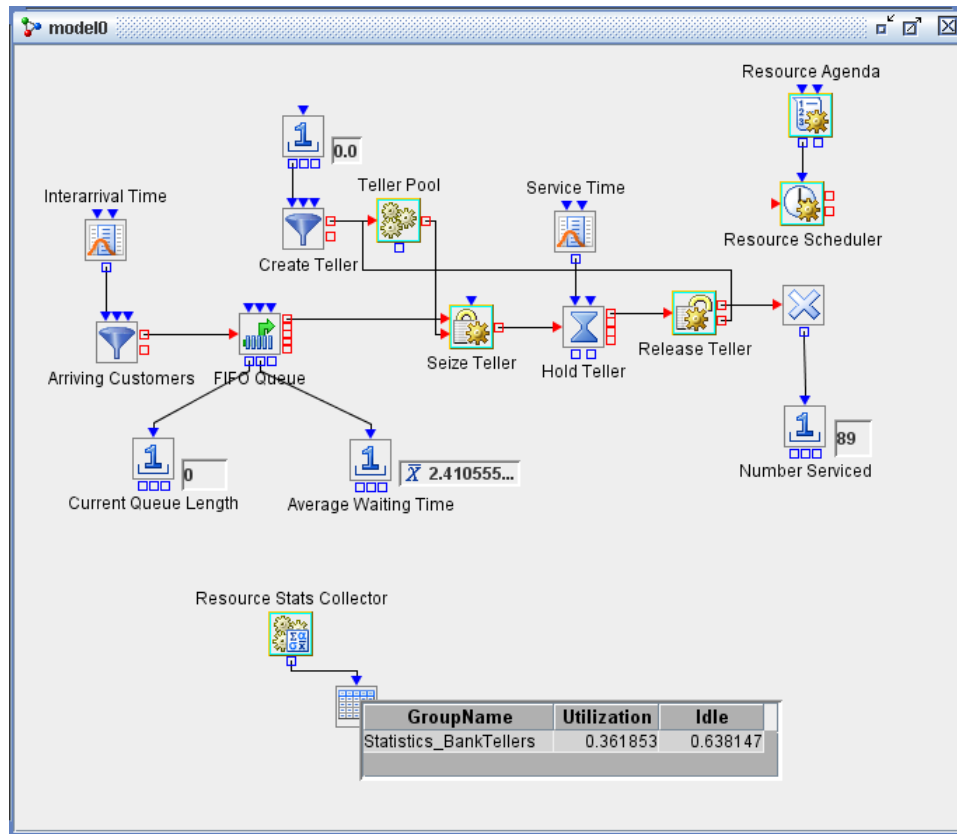 model0
Resource Agenda
0.0
Teller Pool
Service Time
Interarrival Time
Resource Scheduler
Create Teller
Release Teller
Seize Teller
Hold Teller
Arriving Customers
FIFO Queue
89
Number Serviced
0
X 2.410555...
Current Queue Length
Average Waiting Time
Resource Stats Collector
GroupName Utilization Idle
Statistics_BankTellers 0.361853 0.638147